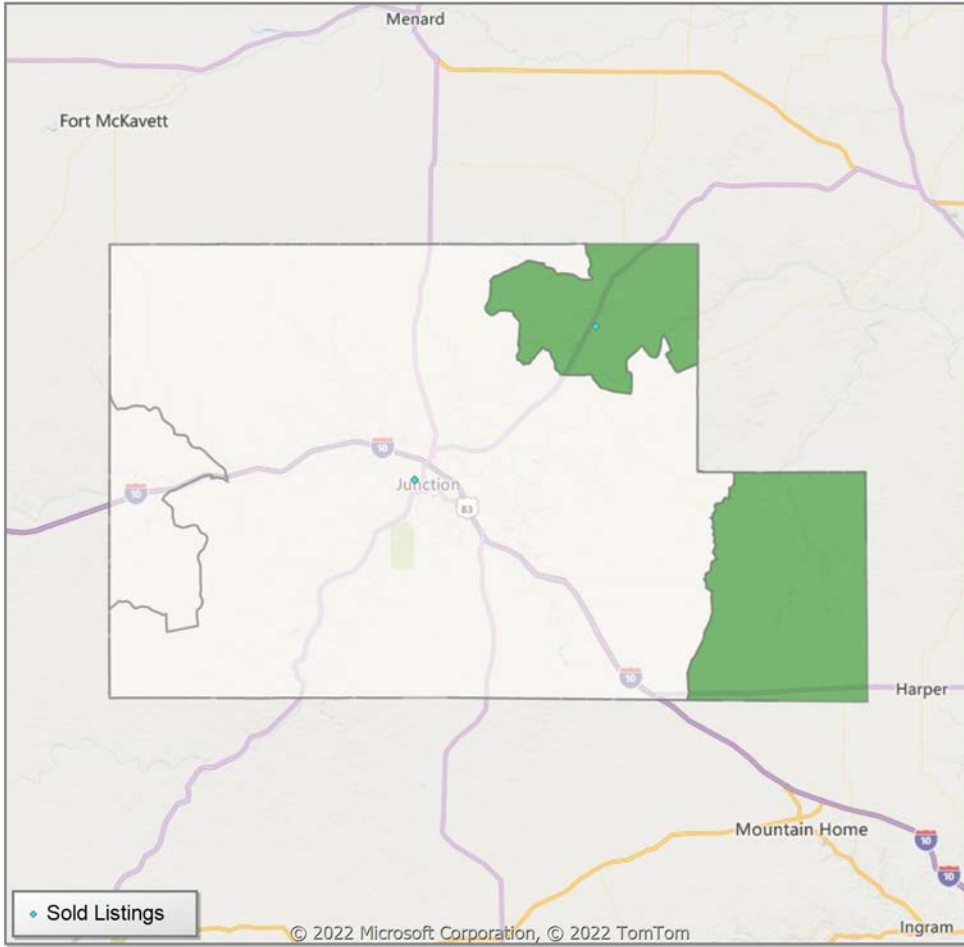 Menard
Fort McKavett
10
Junction
10
83
10
Harper
Mountain Home
10
10
Ingram
Sold Listings
© 2022 Microsoft Corporation, © 2022 TomTom